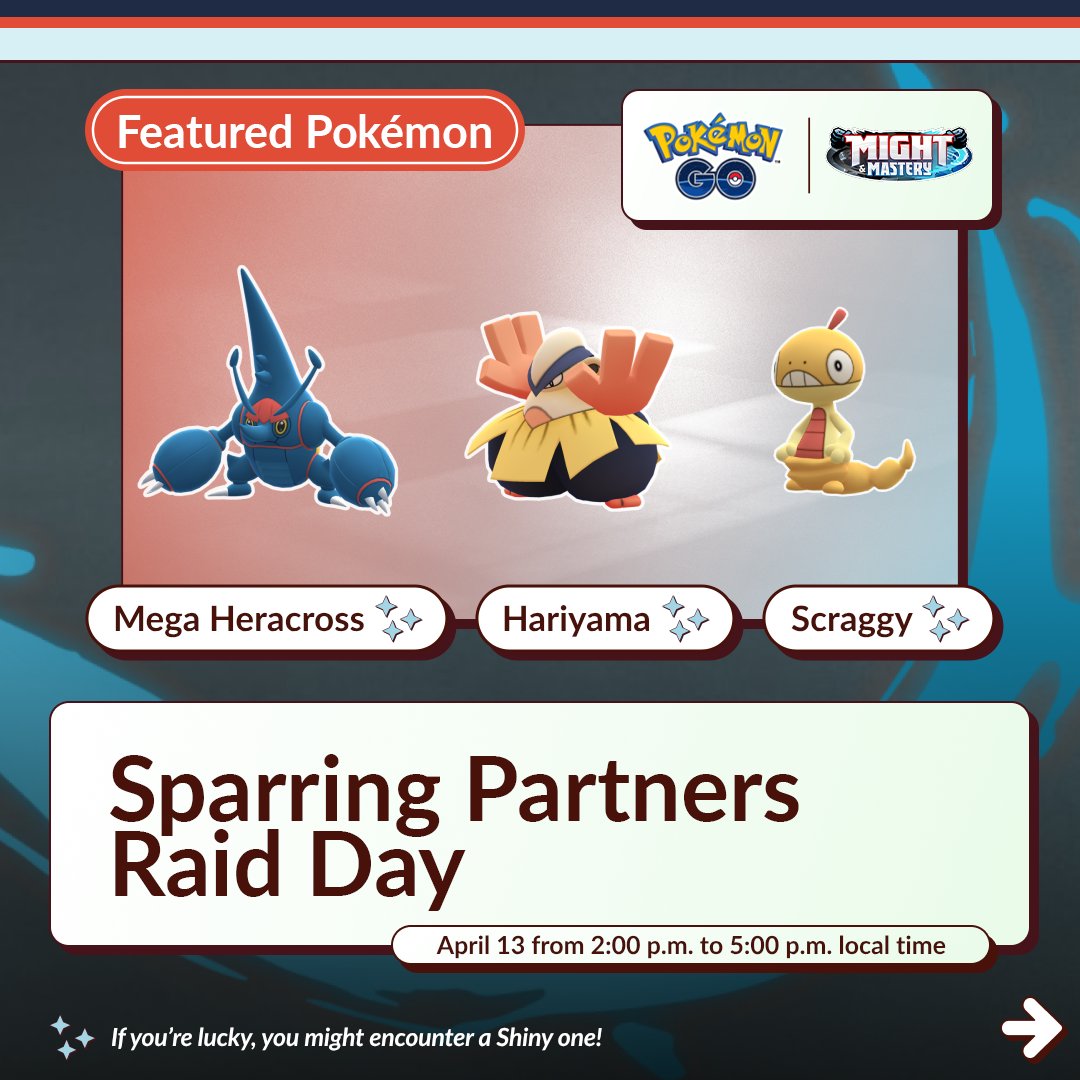 Featured Pokémon
POKÉMON
GO
MIGHT
& MASTERY
Mega Heracross
Hariyama
Scraggy
Sparring Partners
Raid Day
April 13 from 2:00 p.m. to 5:00 p.m. local time
If you're lucky, you might encounter a Shiny one!